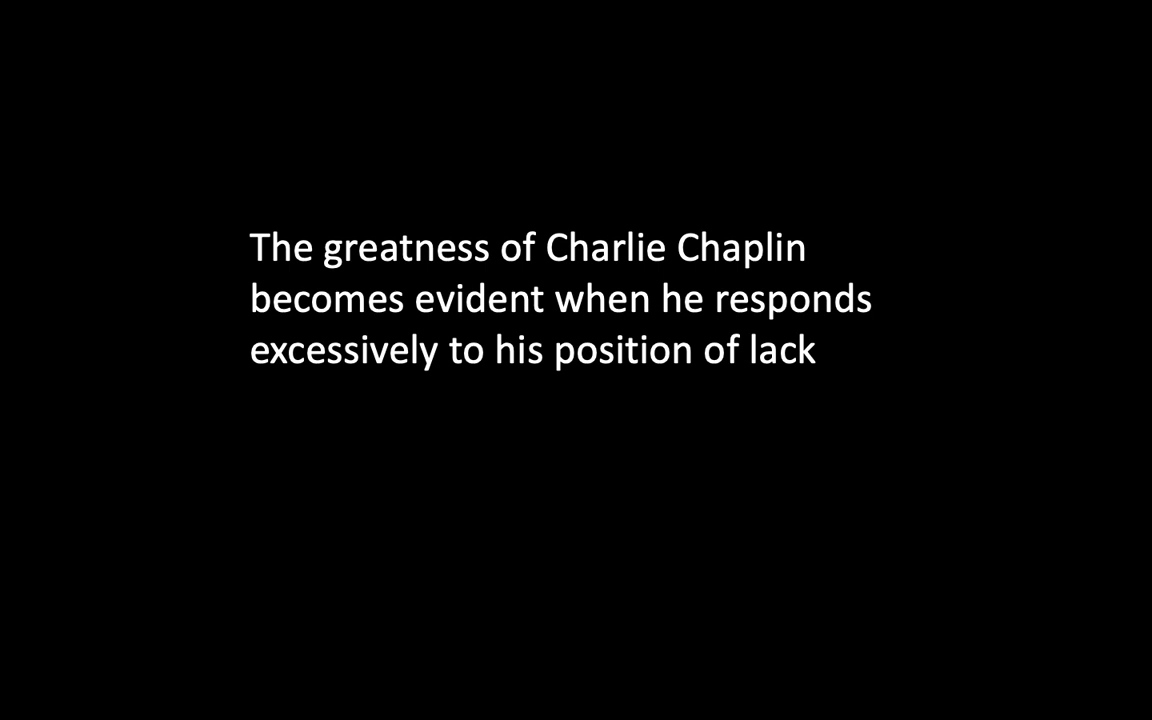 The greatness of Charlie Chaplin
becomes evident when he responds
excessively to his position of lack